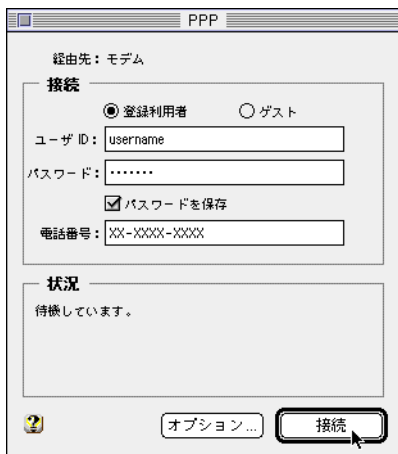 PPP
経由先：モデム
接続
登録利用者 ゲスト
ユーザ ID： username
パスワード： •••••••
パスワードを保存
電話番号： XX-XXXX-XXXX
状況
待機しています。
オプション... 接続